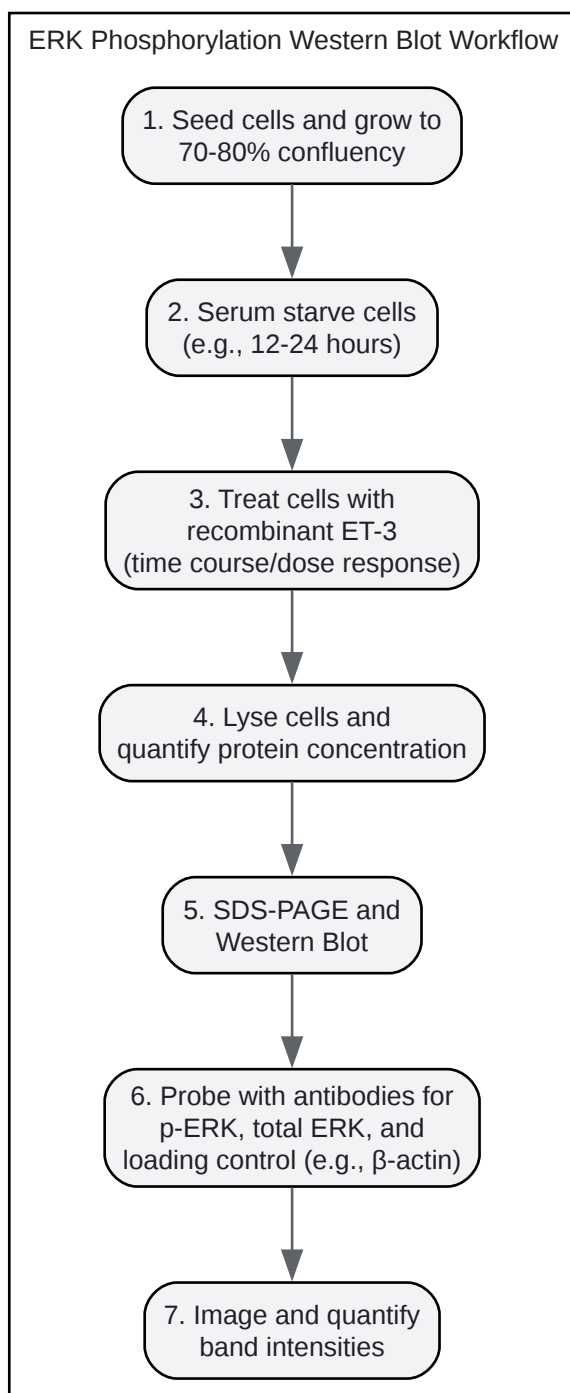 ERK Phosphorylation Western Blot Workflow
1. Seed cells and grow to
70-80% confluency
2. Serum starve cells
(e.g., 12-24 hours)
3. Treat cells with
recombinant ET-3
(time course/dose response)
4. Lyse cells and
quantify protein concentration
5. SDS-PAGE and
Western Blot
6. Probe with antibodies for
p-ERK, total ERK, and
loading control (e.g., β-actin)
7. Image and quantify
band intensities